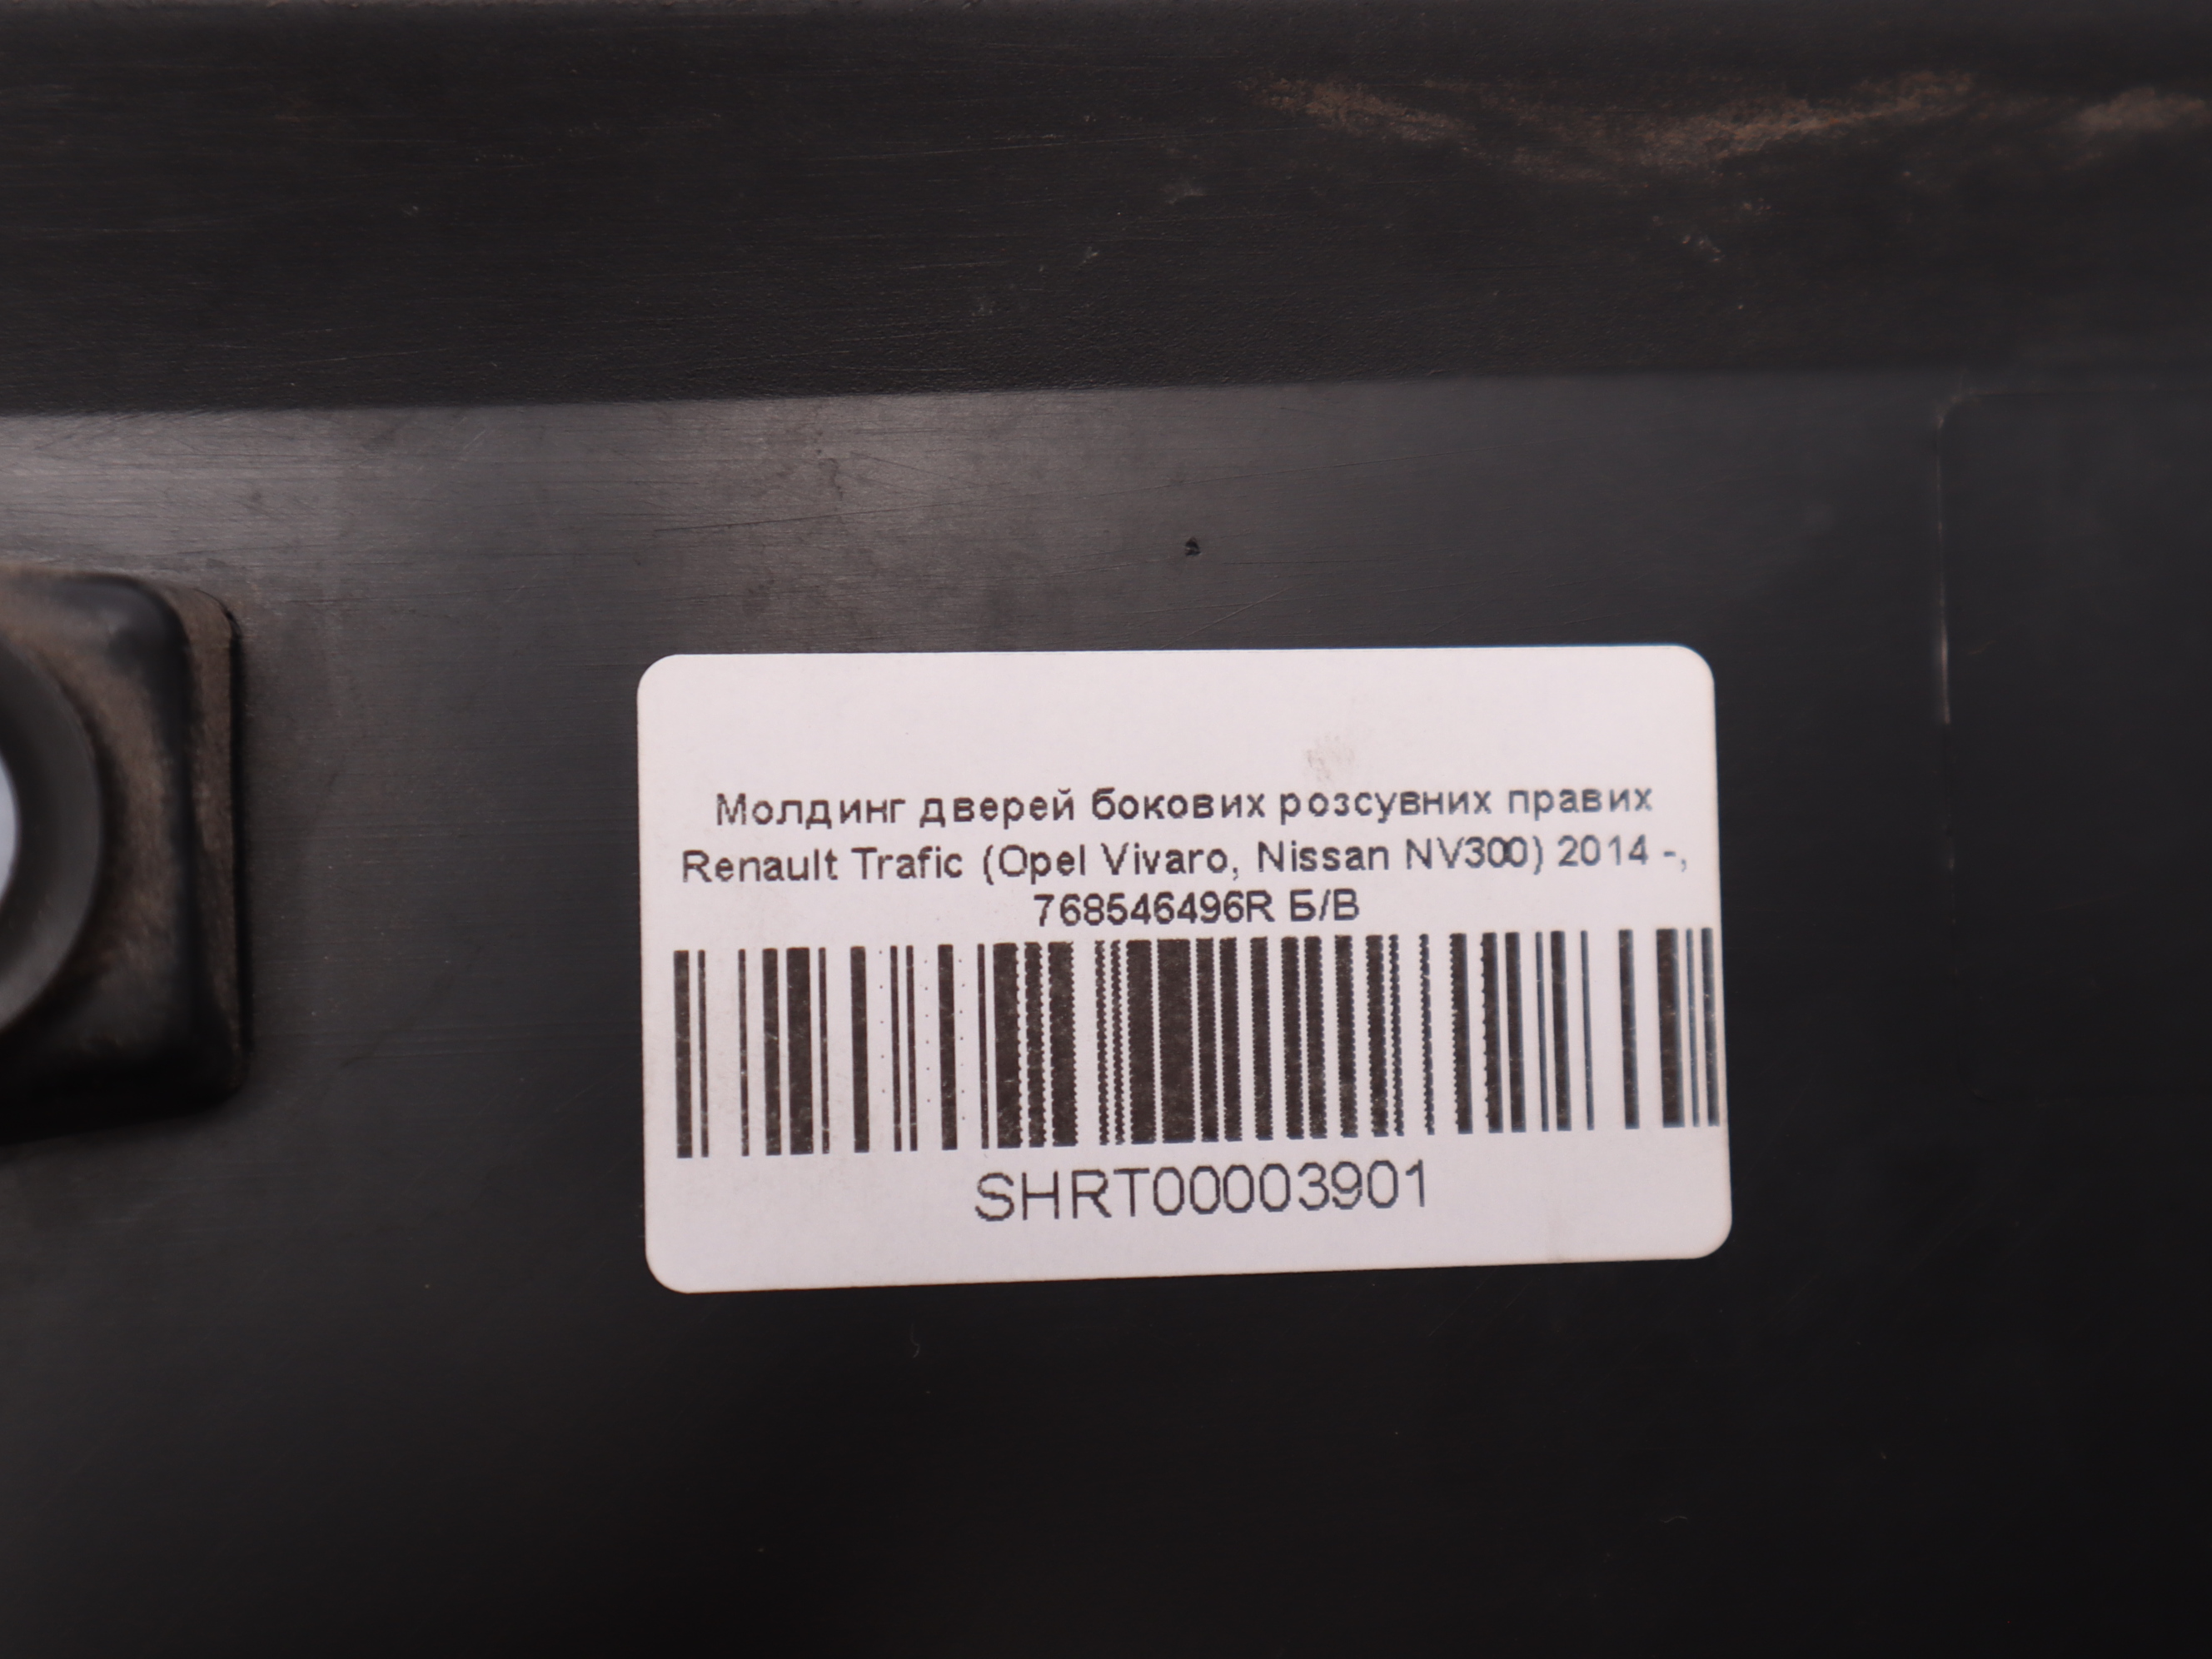 Молдинг дверей бокових розсувних правих
Renault Trafic (Opel Vivaro, Nissan NV300) 2014 -,
768546496R Б/В
SHRT00003901